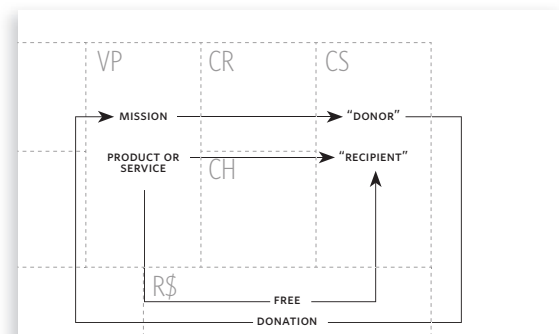 VP
CR
CS
MISSION
“DONOR”
PRODUCT OR
SERVICE
“RECIPIENT”
CH
R$
FREE
DONATION